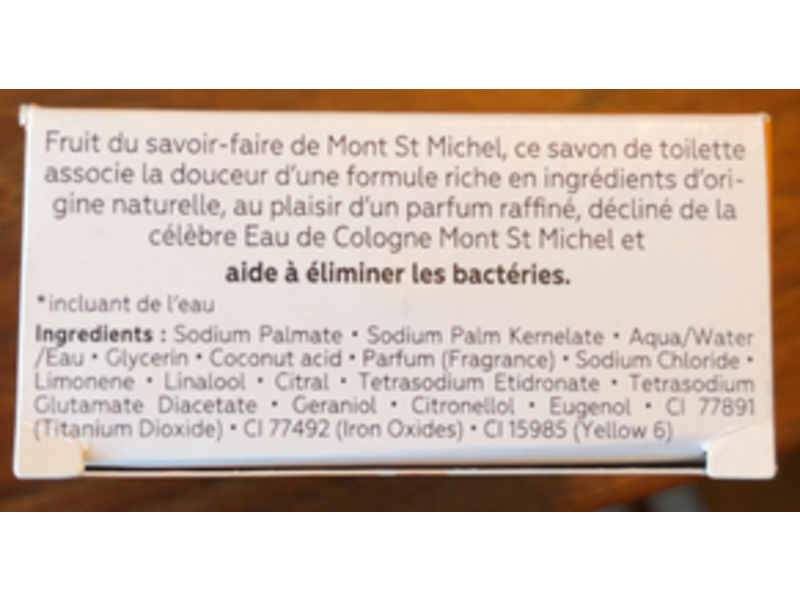 Fruit du savoir-faire de Mont St Michel, ce savon de toilette
associe la douceur d'une formule riche en ingrédients d'ori-
gine naturelle, au plaisir d'un parfum raffiné, décliné de la
célèbre Eau de Cologne Mont St Michel et
aide à éliminer les bactéries.
*incluant de l'eau
Ingredients : Sodium Palmate • Sodium Palm Kernelate • Aqua/Water
/Eau • Glycerin • Coconut acid • Parfum (Fragrance) • Sodium Chloride •
Limonene • Linalool • Citral • Tetrasodium Etidronate • Tetrasodium
Glutamate Diacetate • Geraniol • Citronellol • Eugenol • CI 77891
(Titanium Dioxide) • CI 77492 (Iron Oxides) • CI 15985 (Yellow 6)